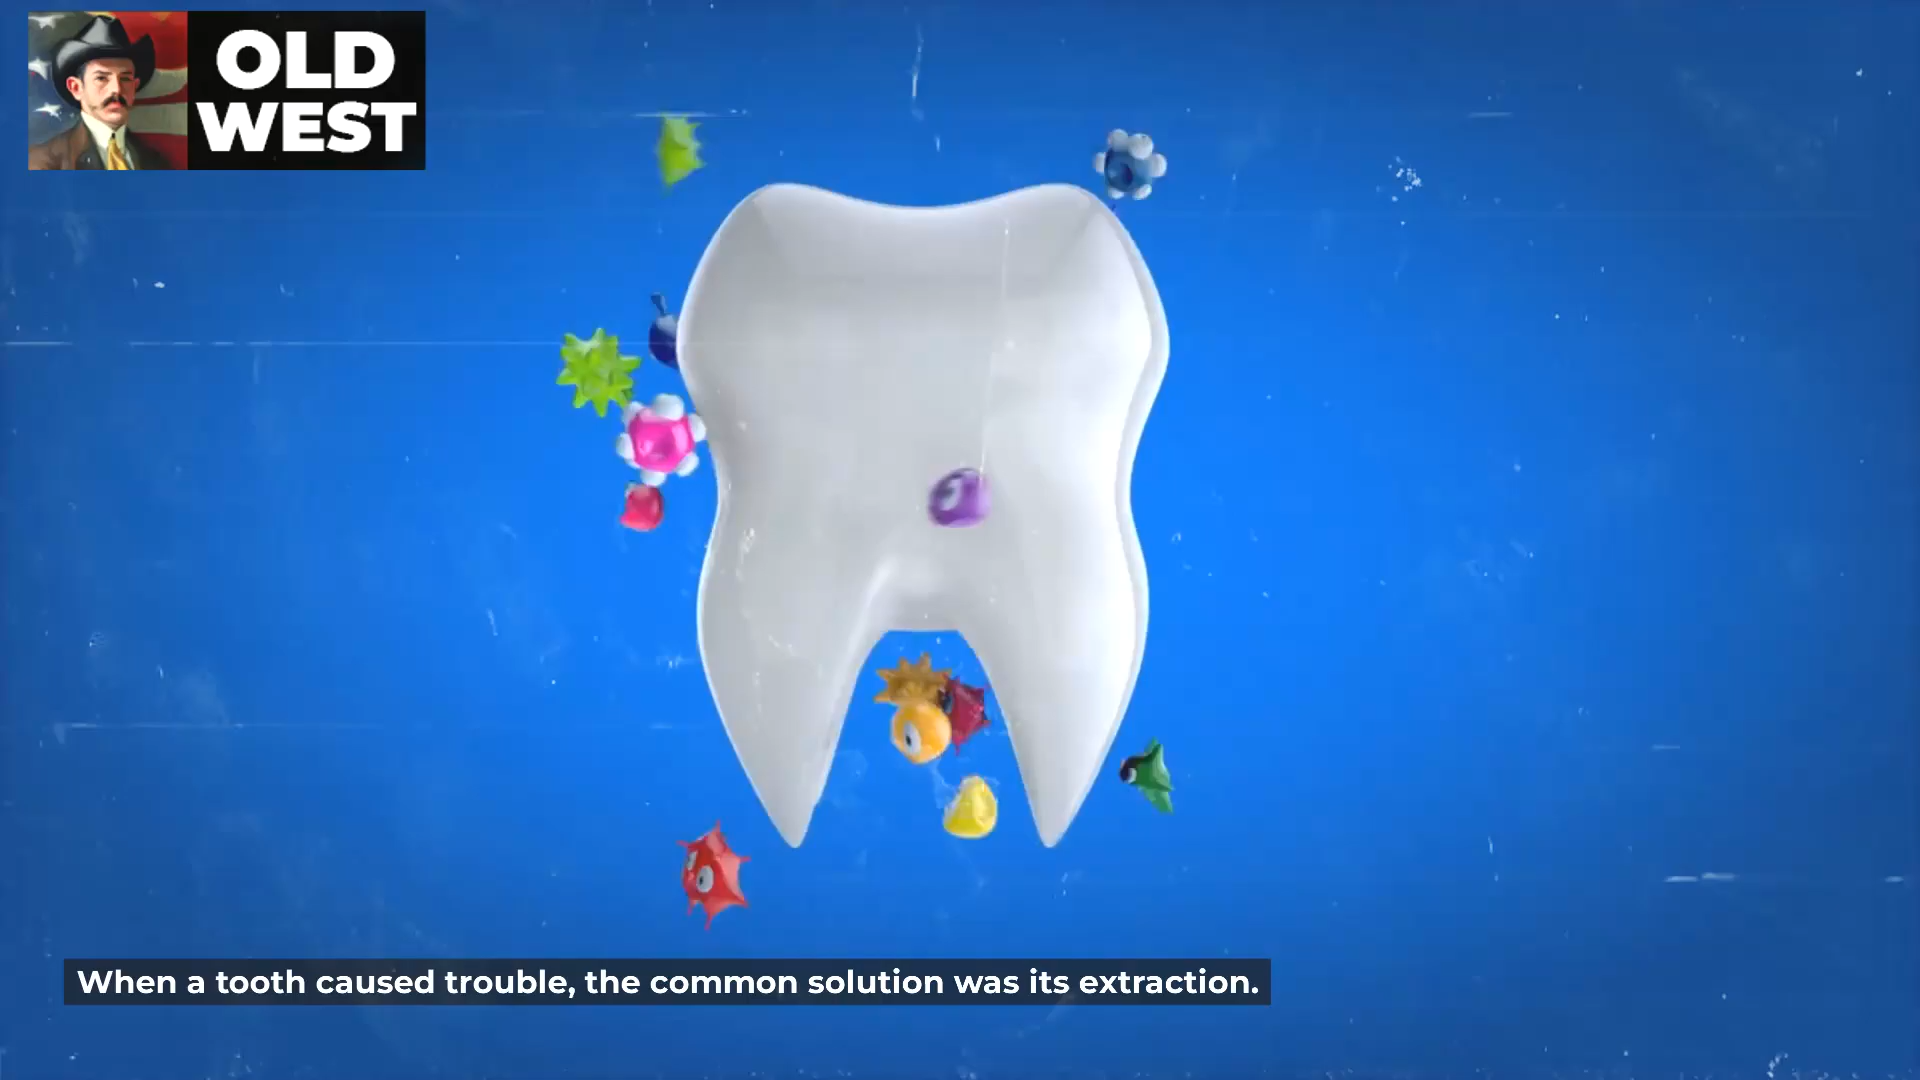 OLD
WEST
When a tooth caused trouble, the common solution was its extraction.